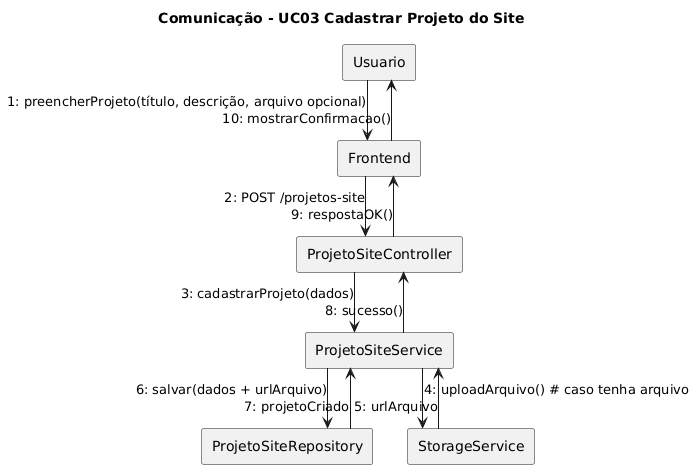 Comunicação - UC03 Cadastrar Projeto do Site
Usuario
1: preencherProjeto(título, descrição, arquivo opcional)
10: mostrarConfirmacao()
Frontend
2: POST /projetos-site
9: respostaOK()
ProjetoSiteController
3: cadastrarProjeto(dados)
8: sucesso()
ProjetoSiteService
6: salvar(dados + urlArquivo)
4: uploadArquivo() # caso tenha arquivo
7: projetoCriado
5: urlArquivo
ProjetoSiteRepository
StorageService